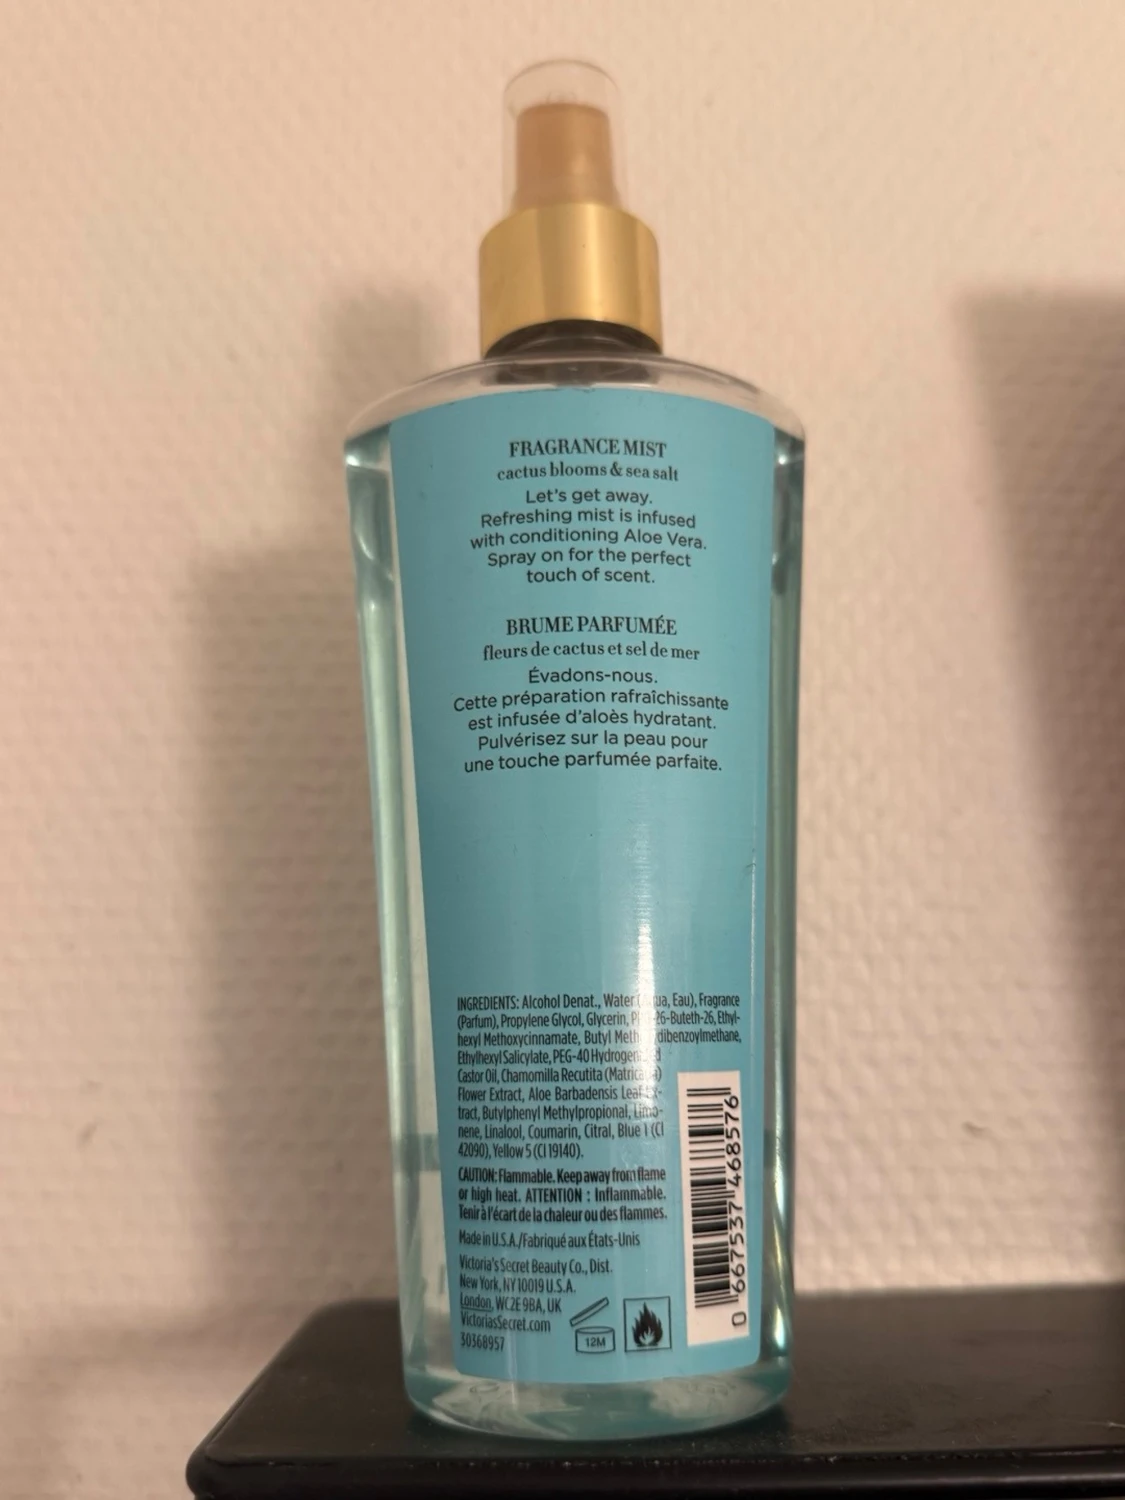 FRAGRANCE MIST
cactus blooms & sea salt
Let's get away.
Refreshing mist is infused
with conditioning Aloe Vera.
Spray on for the perfect
touch of scent.
BRUME PARFUMÉE
fleurs de cactus et sel de mer
Évadons-nous.
Cette préparation rafraîchissante
est infusée d'aloès hydratant.
Pulvérisez sur la peau pour
une touche parfumée parfaite.
INGREDIENTS: Alcohol Denat., Water Eau), Fragrance
(Parfum), Propylene Glycol, Glycerin, Ethyl-
hexyl Methoxycinnamate, Butyl
Ethylhexyl Salicylate, PEG-40
Castor Oil, Chamomilla Recutita
Flower Extract, Aloe Barbadensis Leaf Ex-
tract, Butylphenyl Methylpropional, Limo-
nene, Linalool, Coumarin, Citral, Blue 1 (CI
42090), Yellow 5 (CI 19140).
CAUTION: Flammable. Keep away from flame
or high heat. ATTENTION : Inflammable.
Tenir à l'écart de la chaleur ou des flammes.
Made in U.S.A./Fabriqué aux États-Unis
Victoria's Secret Beauty Co., Dist.
New York, NY 10019 U.S.A.
London, WC2E 9BA, UK
VictoriasSecret.com
30368957
12M
0 667537 468576